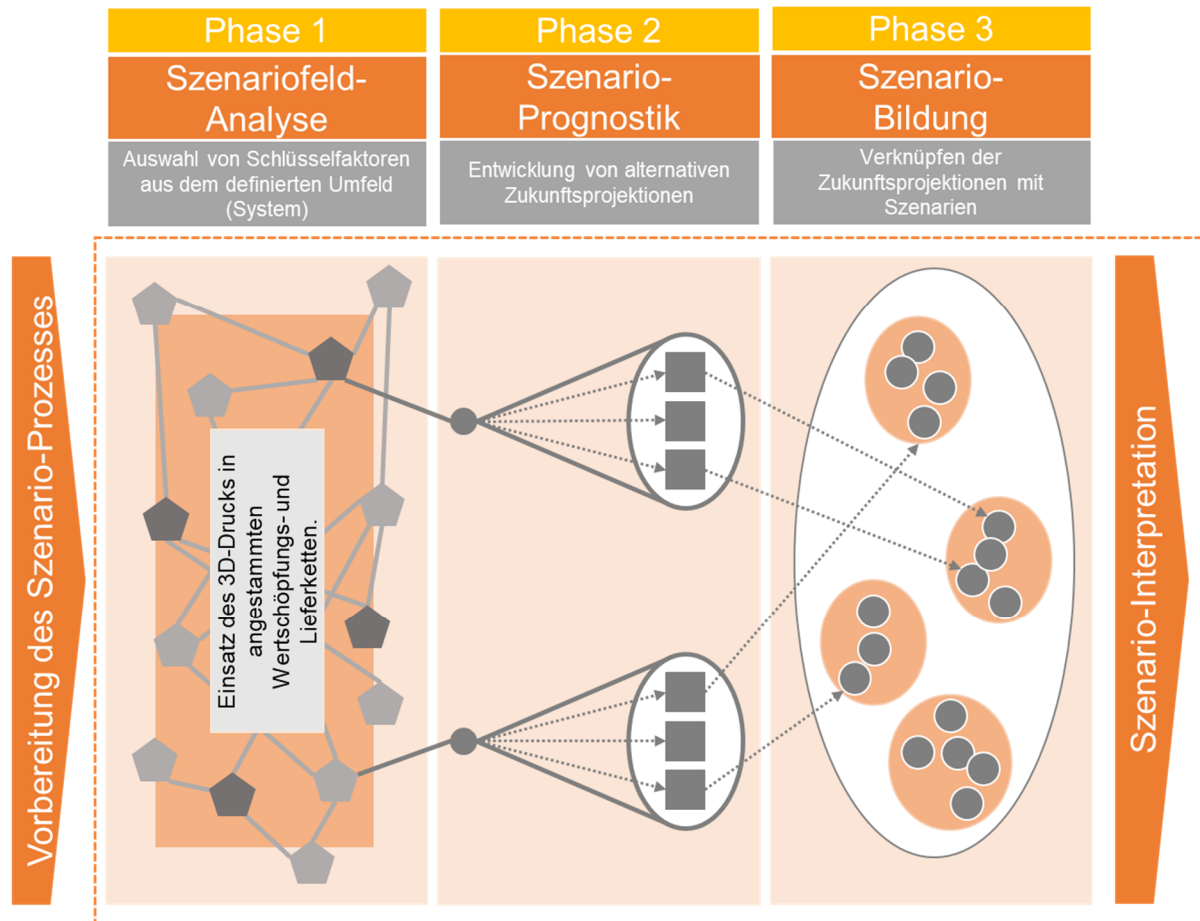 Phase 1
Szenariofeld-
Analyse
Auswahl von Schlüsselfaktoren
aus dem definierten Umfeld
(System)
Phase 2
Szenario-
Prognostik
Entwicklung von alternativen
Zukunftsprojektionen
Phase 3
Szenario-
Bildung
Verknüpfen der
Zukunftsprojektionen mit
Szenarien
Vorbereitung des Szenario-Prozesses
Einsatz des 3D-Drucks in
angestammten
Wertschöpfungs- und
Lieferketten.
Szenario-Interpretation